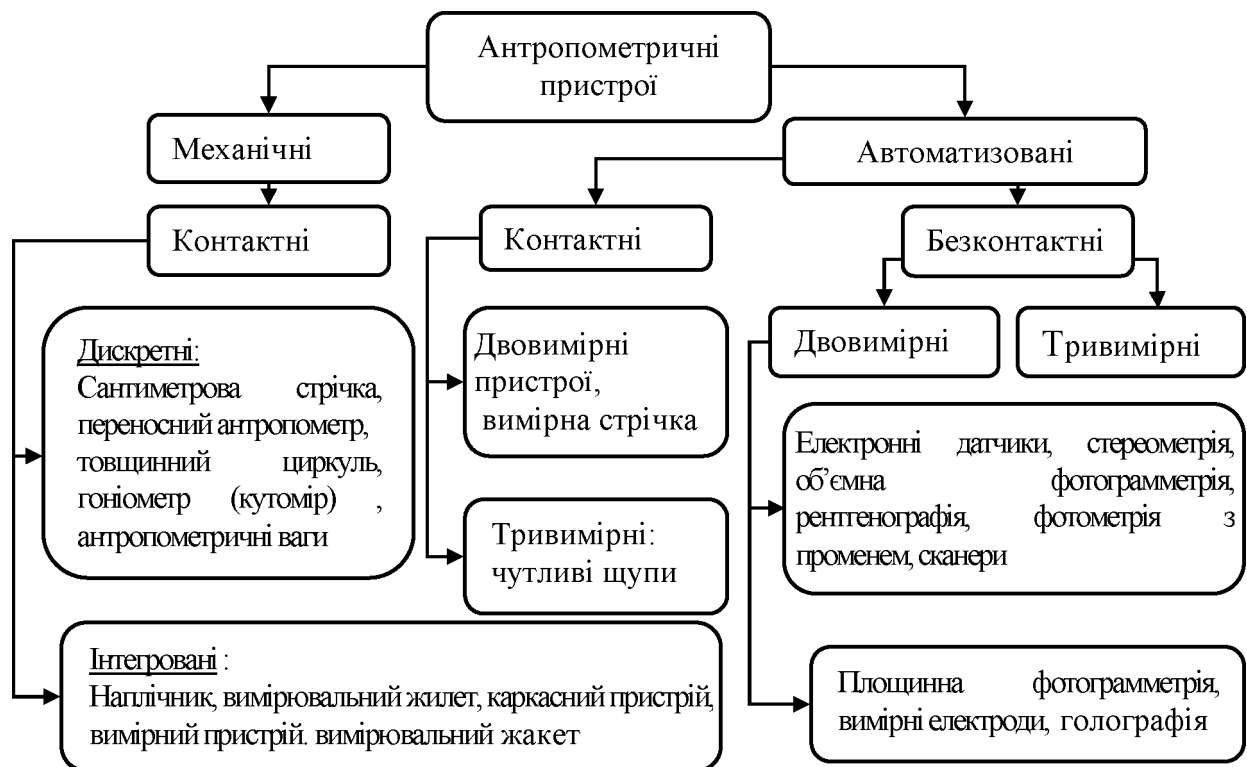 Антропометричні
пристрої
Механічні
Автоматизовані
Контактні
Контактні
Безконтактні
Дискретні:
Сантиметрова стрічка,
переносний антропометр,
товщинний циркуль,
гоніометр (кутомір) ,
антропометричні ваги
Двовимірні
пристрої,
вимірна стрічка
Двовимірні
Тривимірні
Електронні датчики, стереометрія,
об’ємна фотограмметрія,
рентгенографія, фотометрія з
променем, сканери
Тривимірні:
чутливі щупи
Інтегровані :
Наплічник, вимірювальний жилет, каркасний пристрій,
вимірний пристрій. вимірювальний жакет
Площинна фотограмметрія,
вимірні електроди, голографія